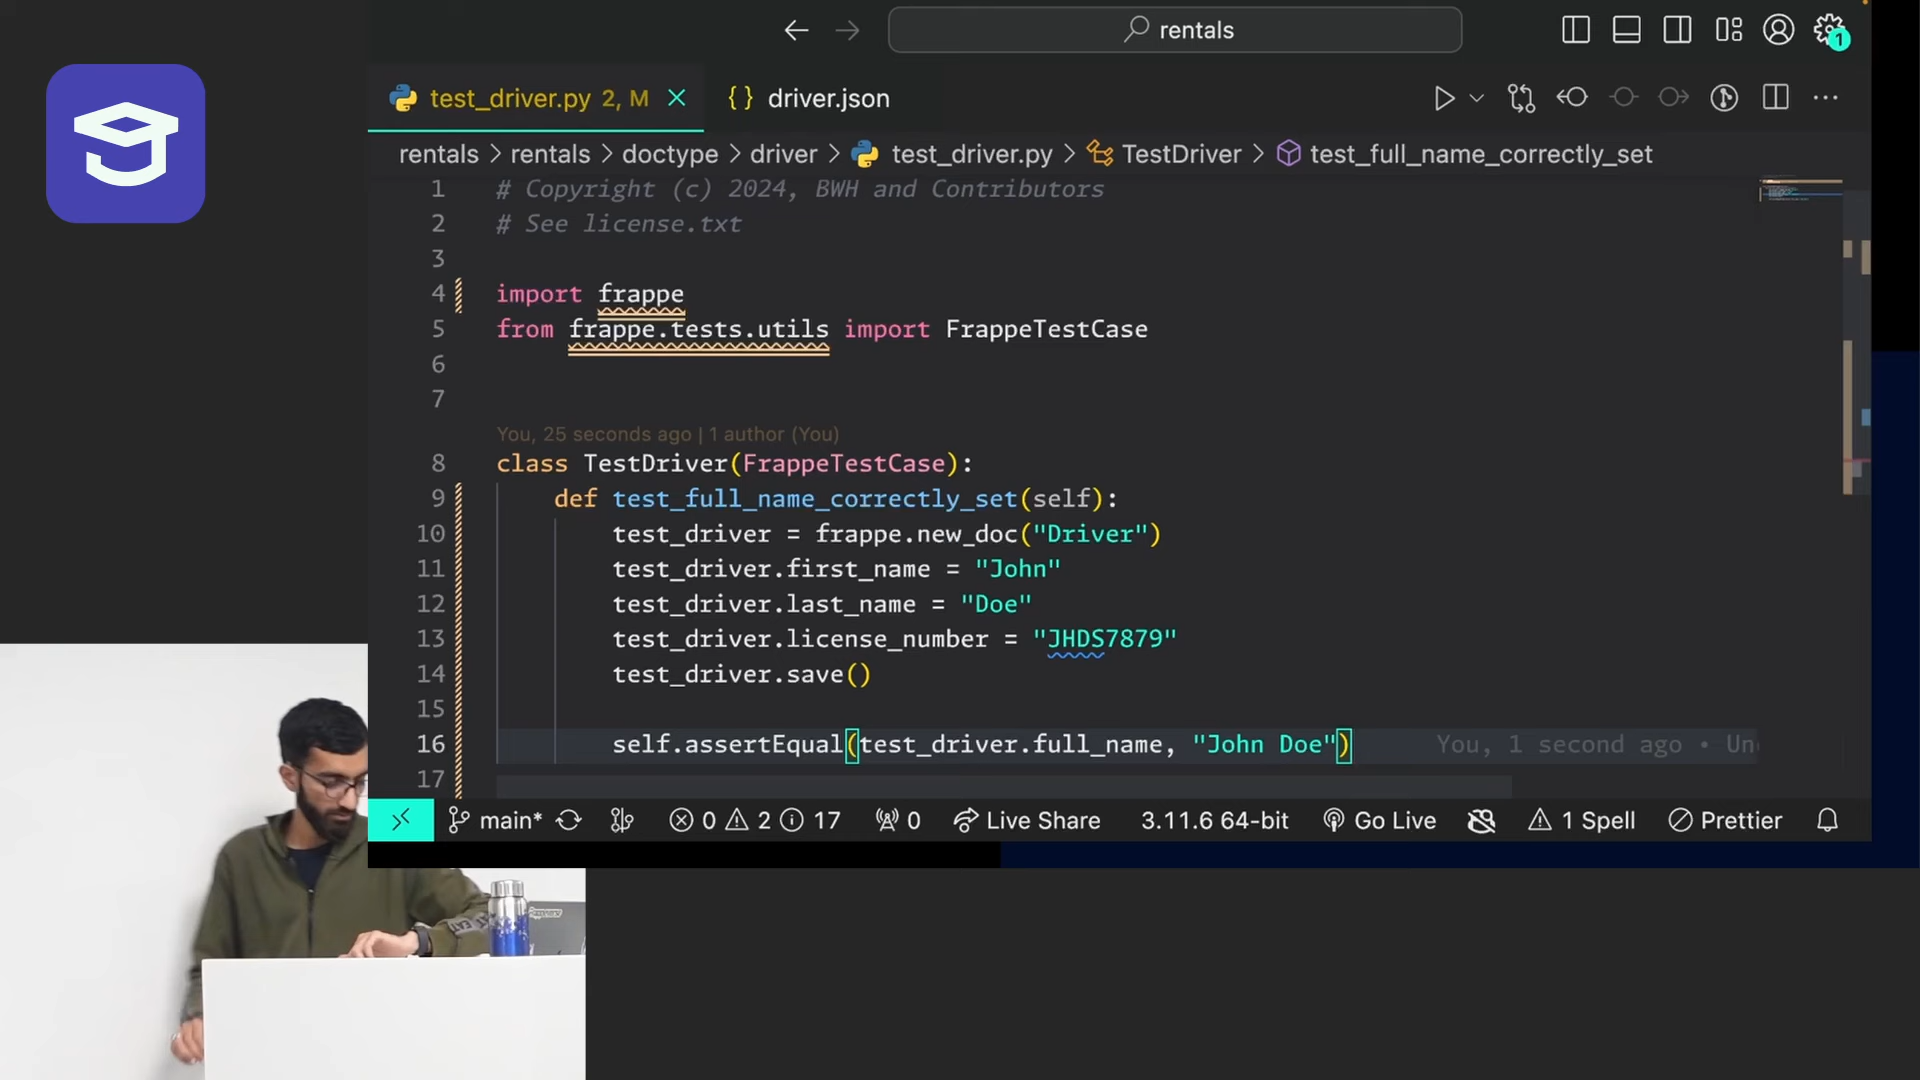 rentals
1
test_driver.py 2, M
{} driver.json
rentals > rentals > doctype > driver > test_driver.py > TestDriver > test_full_name_correctly_set
1 # Copyright (c) 2024, BWH and Contributors
2 # See license.txt
3
4 import frappe
5 from frappe.tests.utils import FrappeTestCase
6
7
You, 25 seconds ago | 1 author (You)
8 class TestDriver(FrappeTestCase):
9 def test_full_name_correctly_set(self):
10 test_driver = frappe.new_doc("Driver")
11 test_driver.first_name = "John"
12 test_driver.last_name = "Doe"
13 test_driver.license_number = "JHDS7879"
14 test_driver.save()
15
16 self.assertEqual(test_driver.full_name, "John Doe") You, 1 second ago • Un
17
main* 0 2 17 0 Live Share 3.11.6 64-bit Go Live 1 Spell Prettier